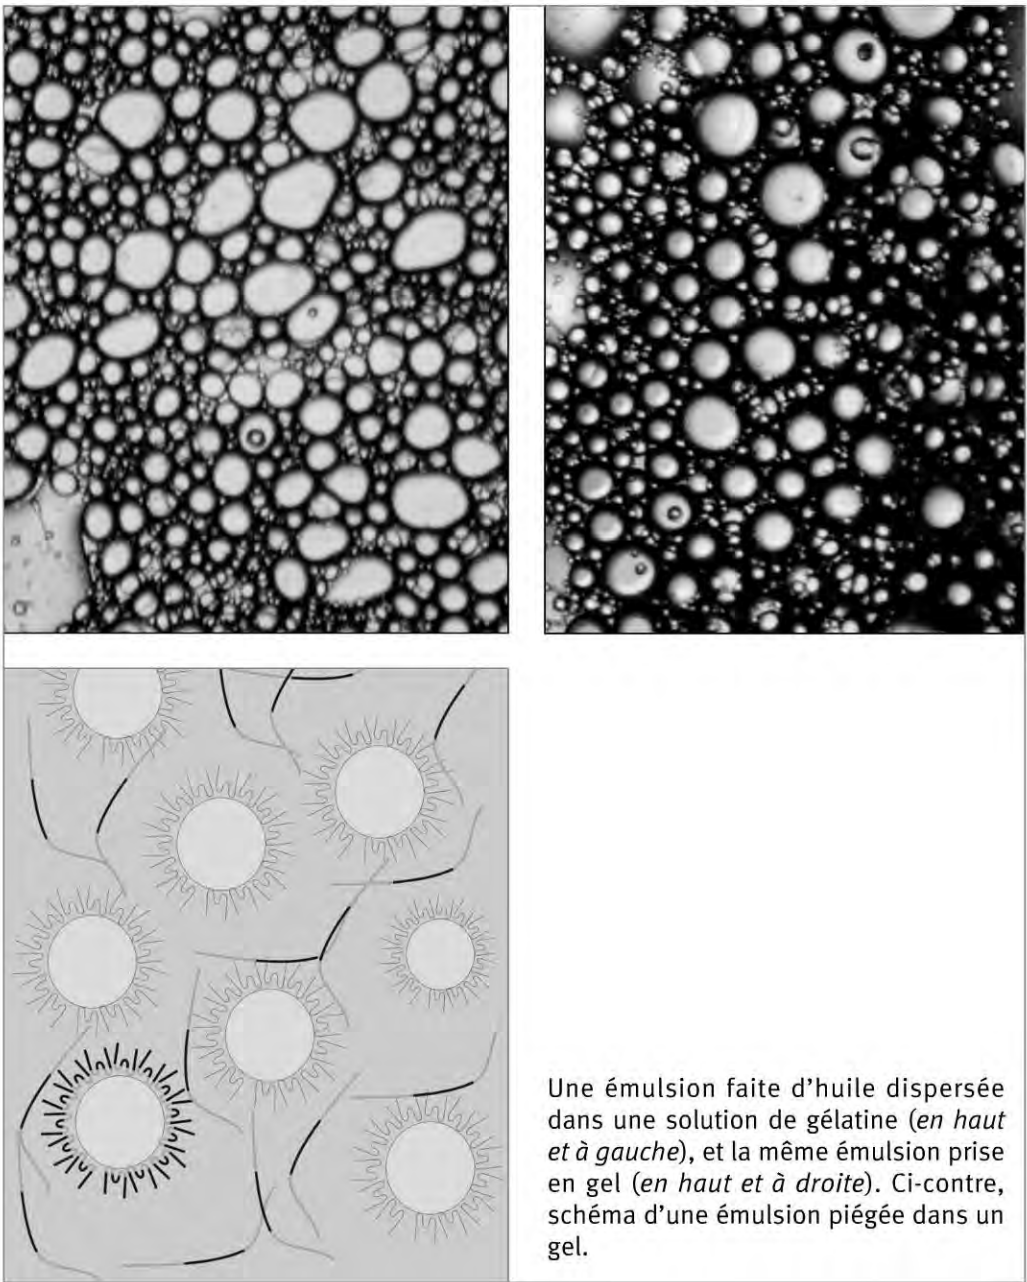 Une émulsion faite d'huile dispersée
dans une solution de gélatine (en haut
et à gauche), et la même émulsion prise
en gel (en haut et à droite). Ci-contre,
schéma d'une émulsion piégée dans un
gel.